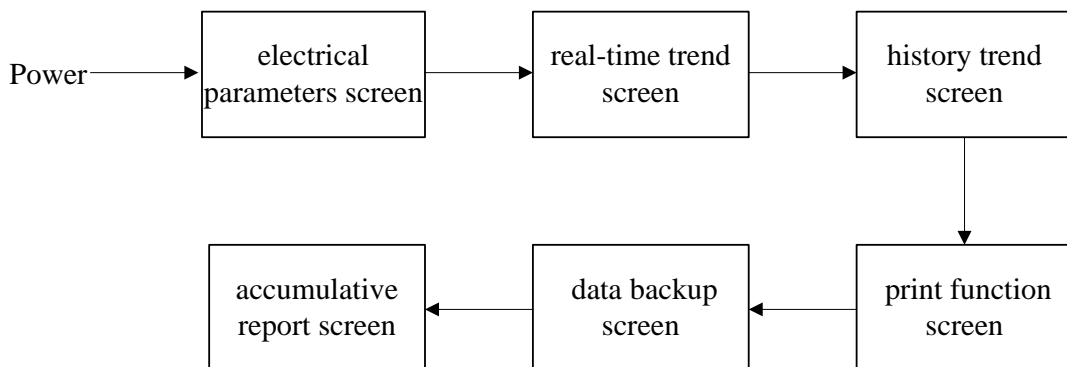 Power
electrical
parameters screen
real-time trend
screen
history trend
screen
print function
screen
data backup
screen
accumulative
report screen